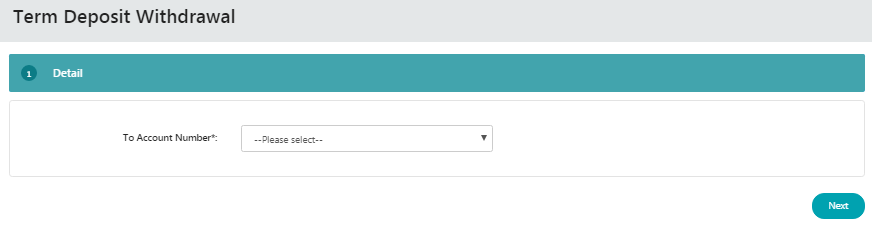 Term Deposit Withdrawal
1 Detail
To Account Number*: --Please select--
Next